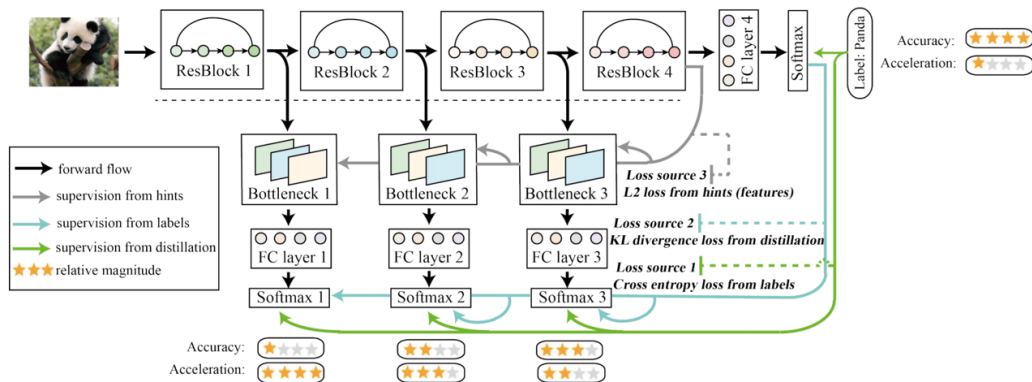 ResBlock 1
ResBlock 2
ResBlock 3
ResBlock 4
FC layer 4
Softmax
Label: Panda
Accuracy:
Acceleration:
Bottleneck 1
Bottleneck 2
Bottleneck 3
Loss source 3
L2 loss from hints (features)
forward flow
supervision from hints
supervision from labels
supervision from distillation
relative magnitude
Loss source 2
KL divergence loss from distillation
FC layer 1
FC layer 2
FC layer 3
Loss source 1
Cross entropy loss from labels
Softmax 1
Softmax 2
Softmax 3
Accuracy:
Acceleration: